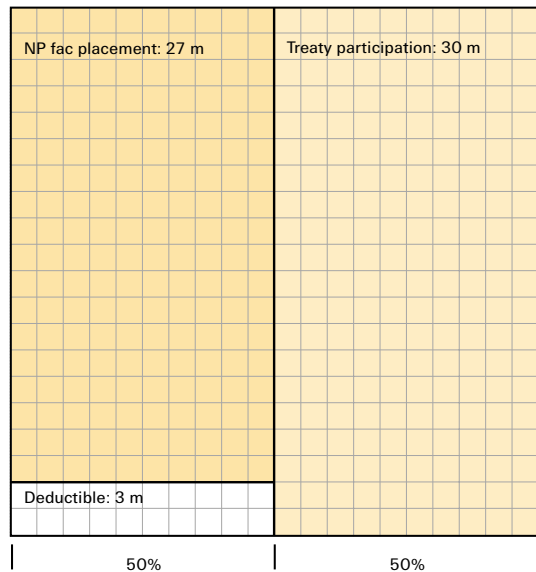 NP fac placement: 27 m
Treaty participation: 30 m
Deductible: 3 m
50%
50%